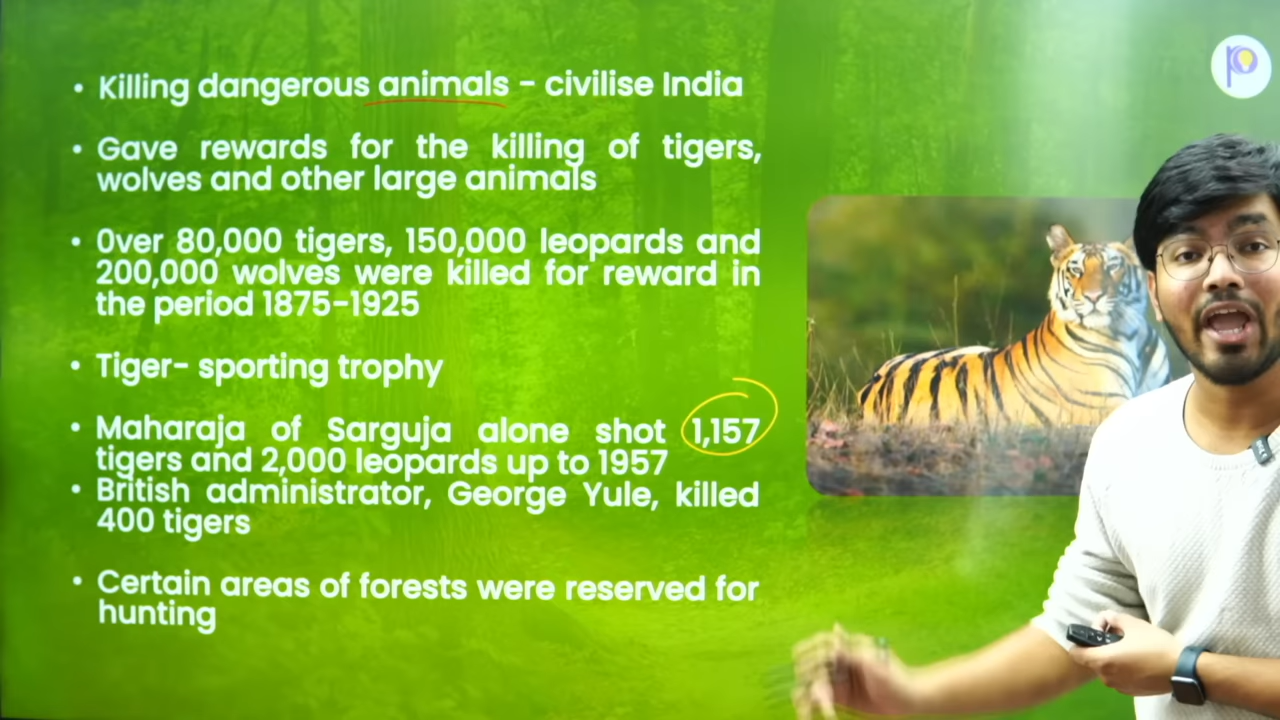 • Killing dangerous animals - civilise India
• Gave rewards for the killing of tigers,
wolves and other large animals
• 0ver 80,000 tigers, 150,000 leopards and
200,000 wolves were killed for reward in
the period 1875-1925
• Tiger- sporting trophy
• Maharaja of Sarguja alone shot 1,157
tigers and 2,000 leopards up to 1957
• British administrator, George Yule, killed
400 tigers
• Certain areas of forests were reserved for
hunting